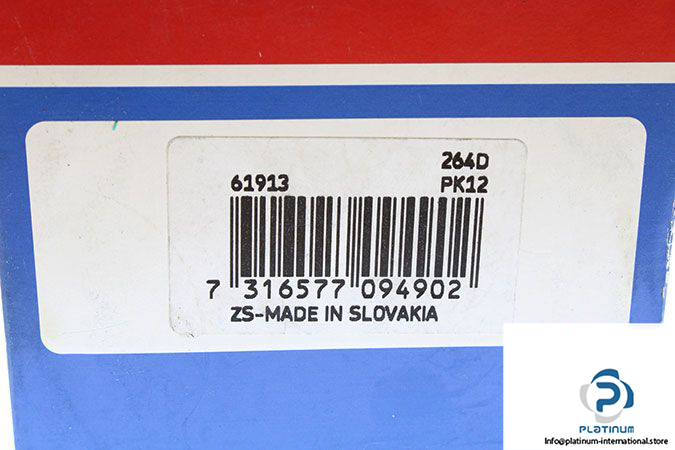 264D
61913 PK12
7 316577 094902
ZS-MADE IN SLOVAKIA
P
PLATINUM
Info@platinum-international.store